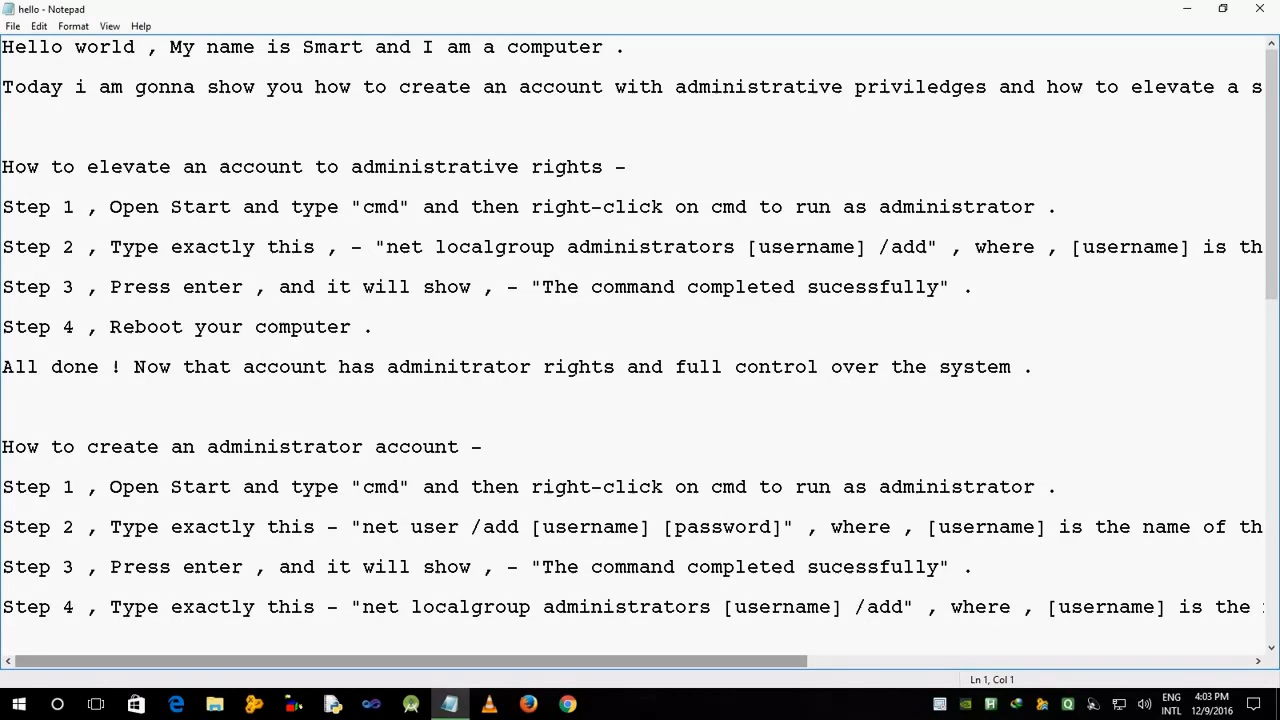 hello - Notepad
File Edit Format View Help
Hello world , My name is Smart and I am a computer .
Today i am gonna show you how to create an account with administrative priviledges and how to elevate a s
How to elevate an account to administrative rights -
Step 1 , Open Start and type "cmd" and then right-click on cmd to run as administrator .
Step 2 , Type exactly this , - "net localgroup administrators [username] /add" , where , [username] is th
Step 3 , Press enter , and it will show , - "The command completed sucessfully" .
Step 4 , Reboot your computer .
All done ! Now that account has adminitrator rights and full control over the system .
How to create an administrator account -
Step 1 , Open Start and type "cmd" and then right-click on cmd to run as administrator .
Step 2 , Type exactly this - "net user /add [username] [password]" , where , [username] is the name of th
Step 3 , Press enter , and it will show , - "The command completed sucessfully" .
Step 4 , Type exactly this - "net localgroup administrators [username] /add" , where , [username] is the
Ln 1, Col 1
ENG 4:03 PM
INTL 12/9/2016